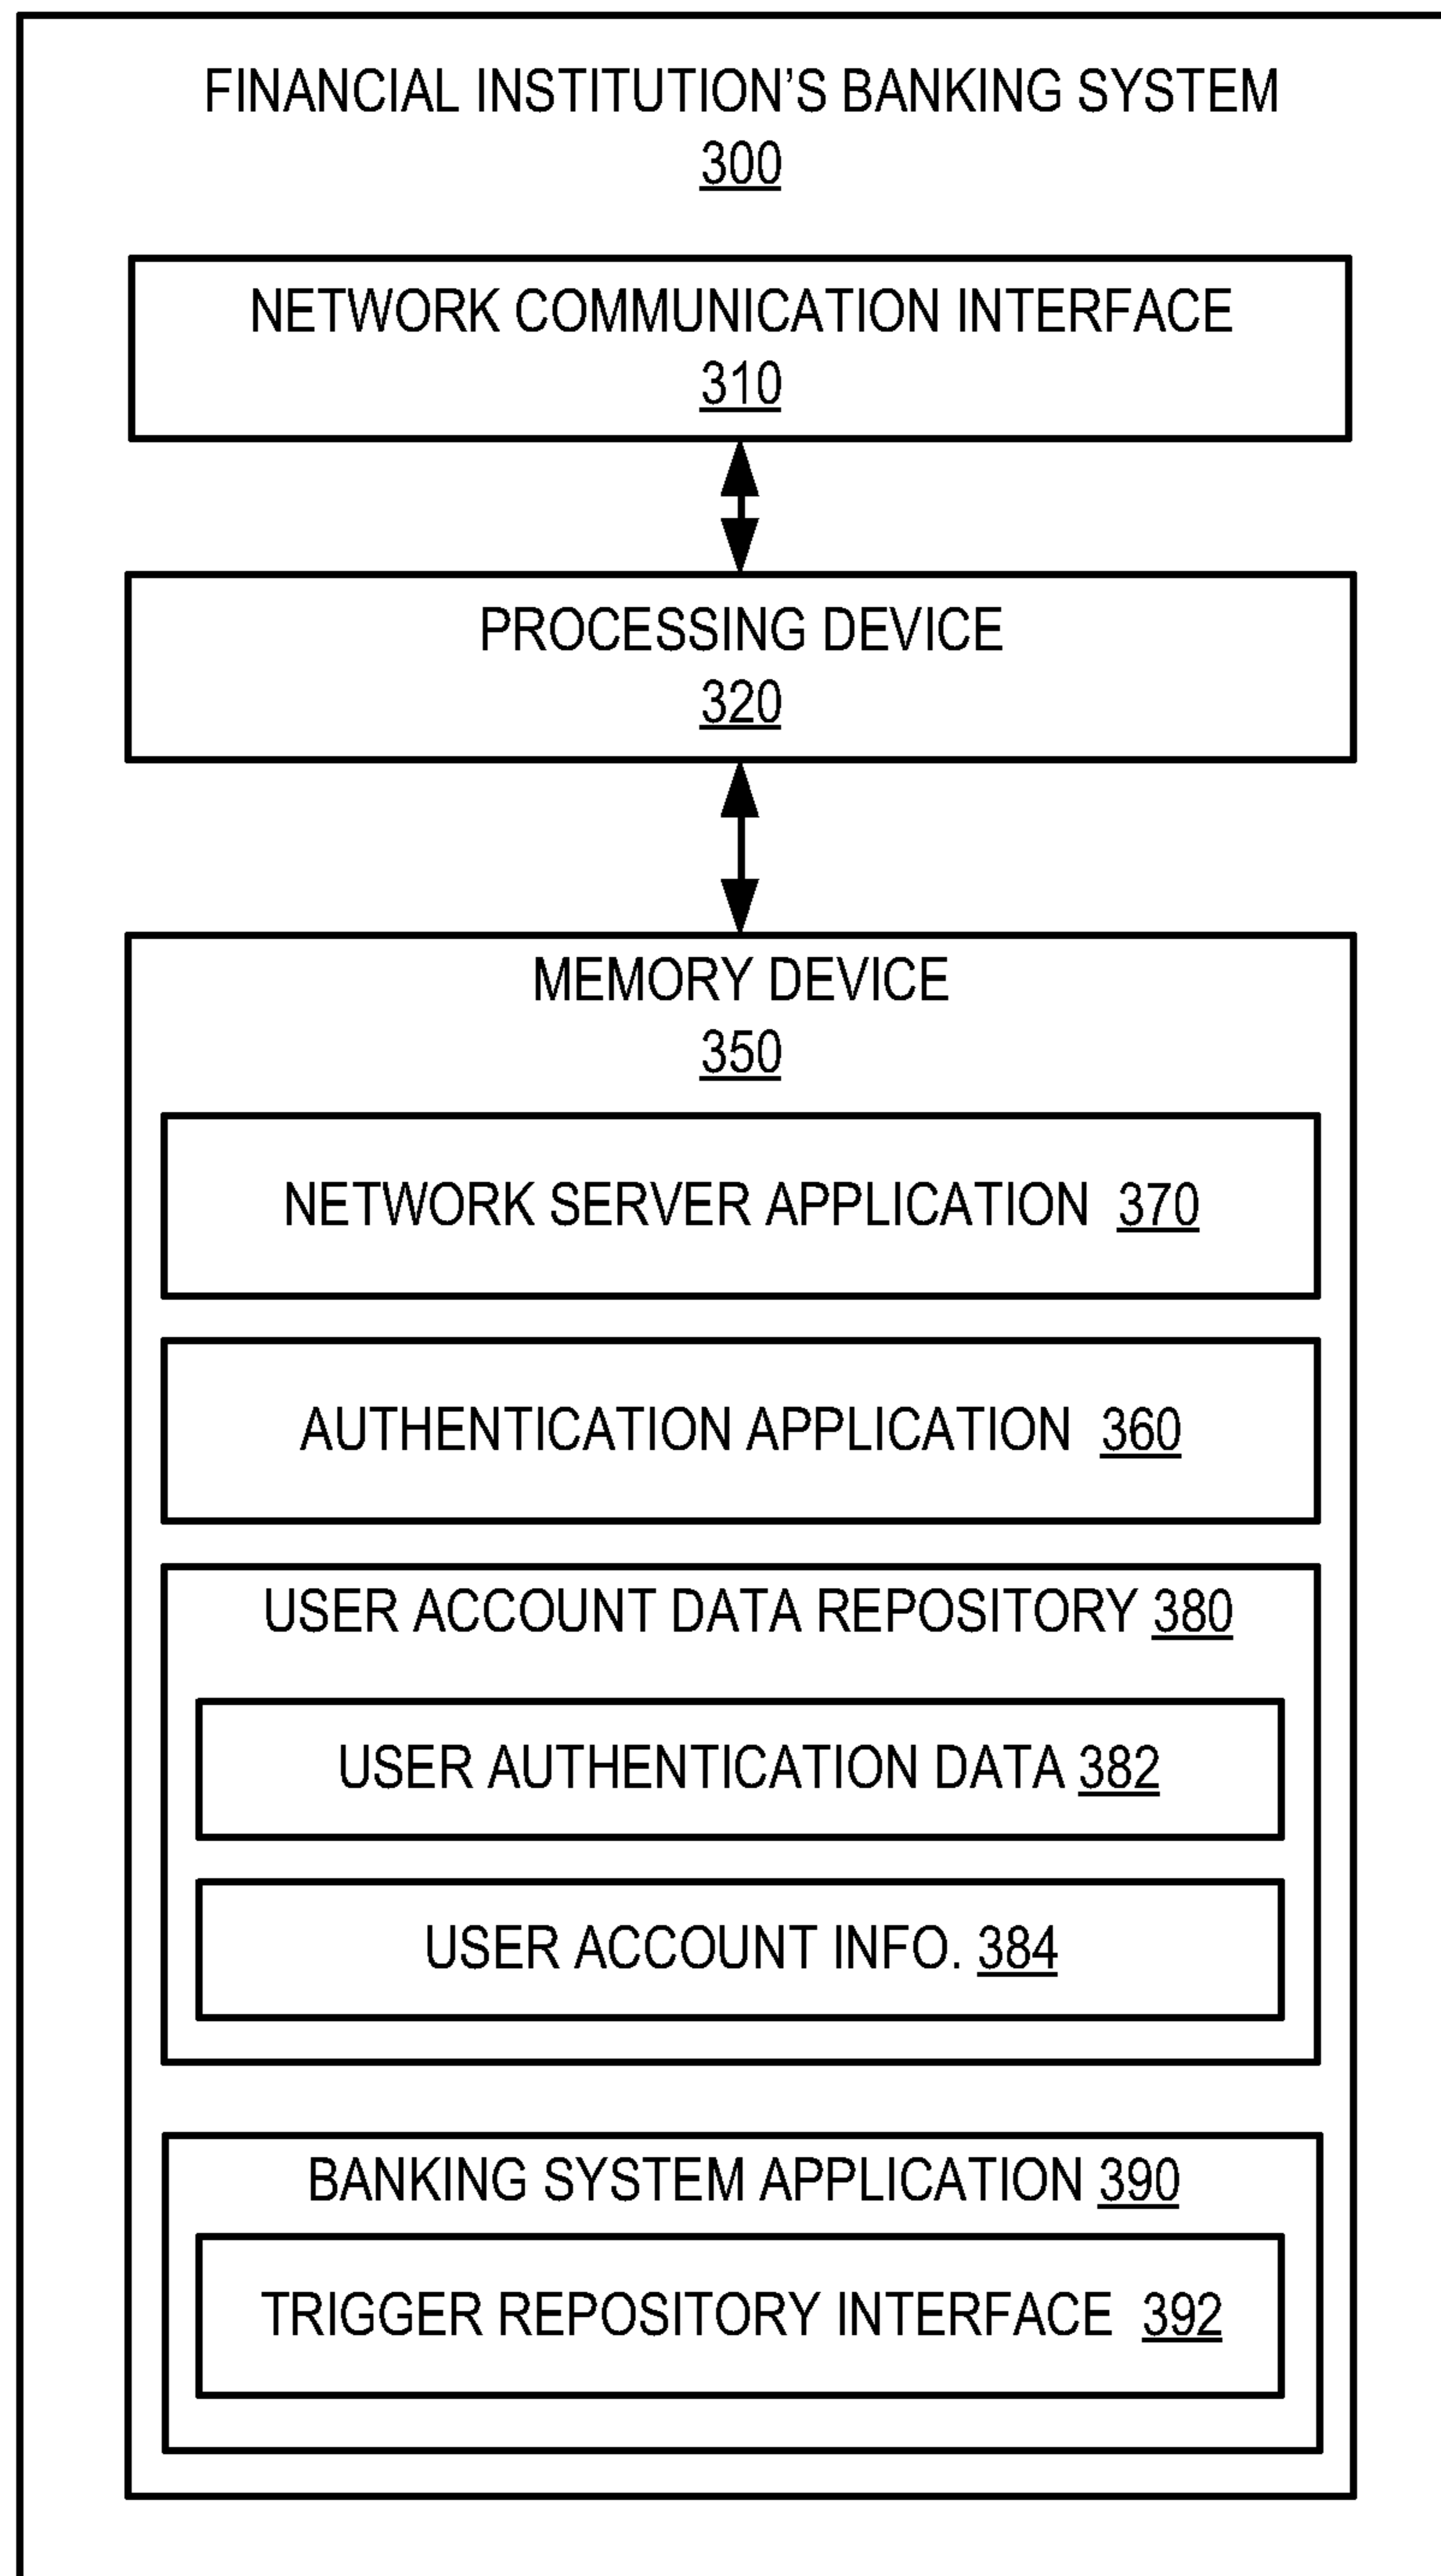 FINANCIAL INSTITUTION’S BANKING SYSTEM
300
NETWORK COMMUNICATION INTERFACE
310
PROCESSING DEVICE
320
MEMORY DEVICE
350
NETWORK SERVER APPLICATION 370
AUTHENTICATION APPLICATION 360
USER ACCOUNT DATA REPOSITORY 380
USER AUTHENTICATION DATA 382
USER ACCOUNT INFO. 384
BANKING SYSTEM APPLICATION 390
TRIGGER REPOSITORY INTERFACE 392